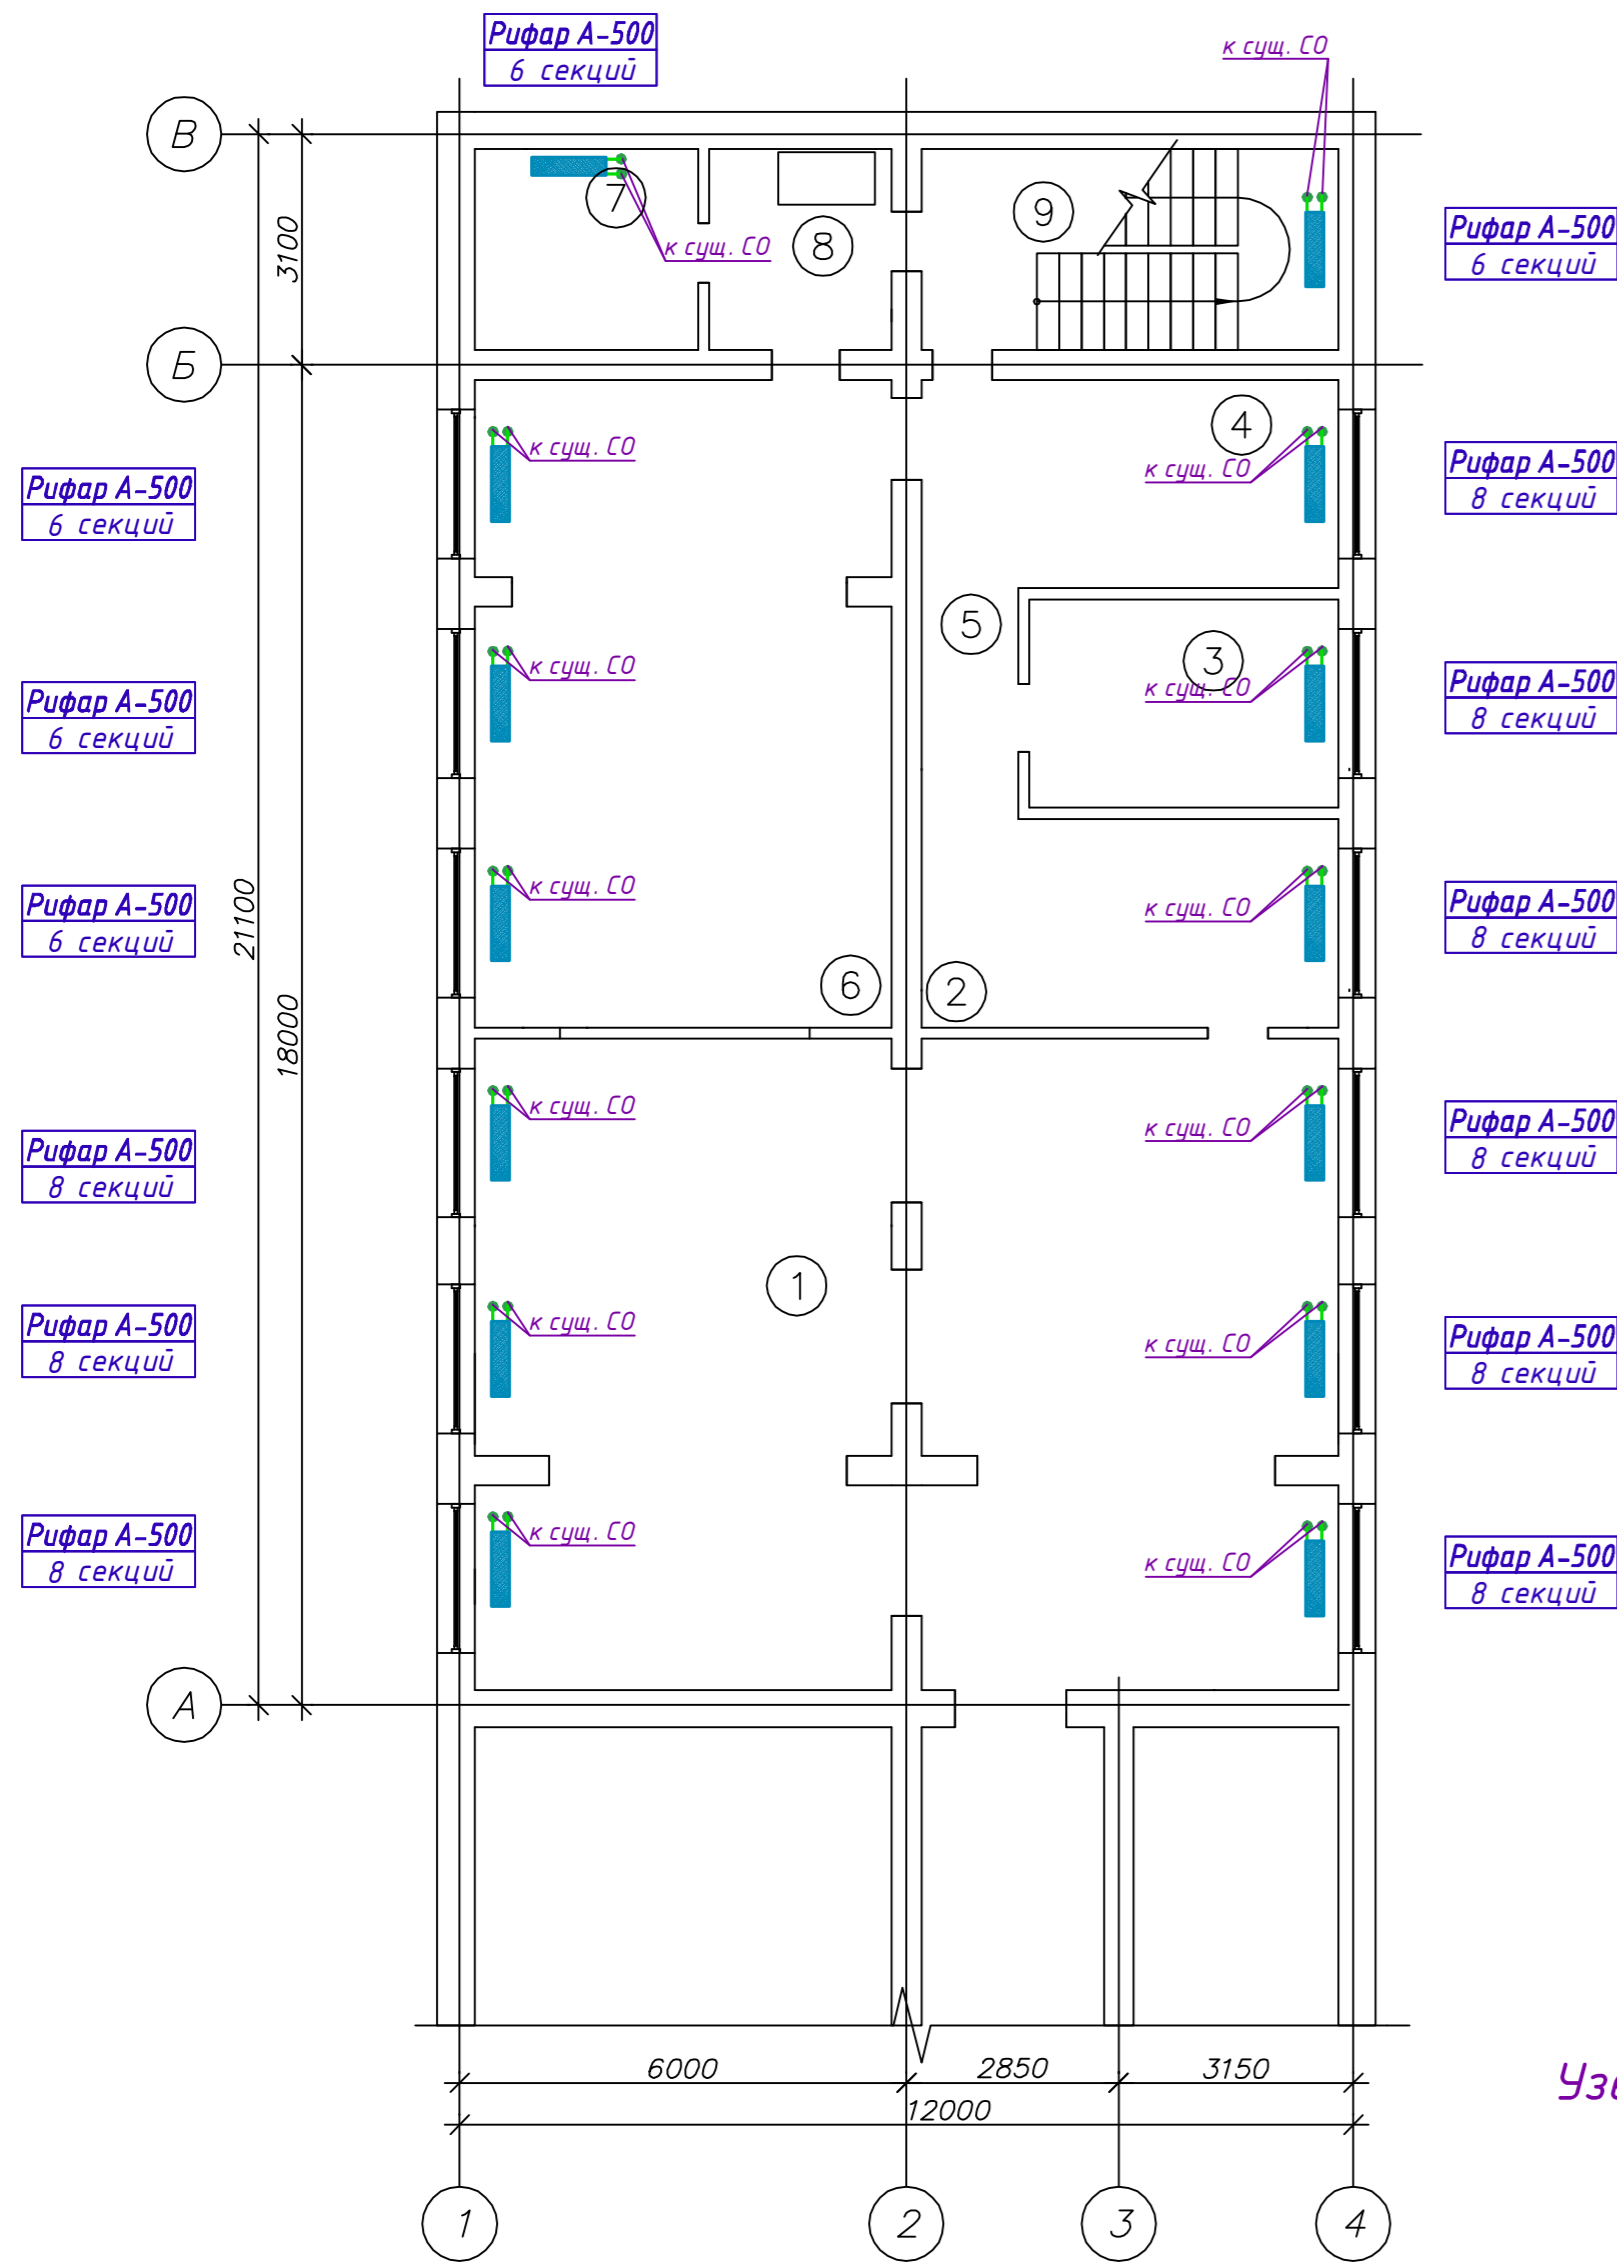 Рифар А-500
6 секций
к сущ. СО
В
7
9
8
к сущ. СО
Рифар А-500
6 секций
3100
Б
4
к сущ. СО
к сущ. СО
Рифар А-500
8 секций
Рифар А-500
6 секций
5
3
к сущ. СО
к сущ. СО
Рифар А-500
8 секций
Рифар А-500
6 секций
к сущ. СО
к сущ. СО
Рифар А-500
8 секций
Рифар А-500
6 секций
21100
6
2
18000
к сущ. СО
к сущ. СО
Рифар А-500
8 секций
Рифар А-500
8 секций
1
к сущ. СО
к сущ. СО
Рифар А-500
8 секций
Рифар А-500
8 секций
к сущ. СО
к сущ. СО
Рифар А-500
8 секций
Рифар А-500
8 секций
А
6000
2850
3150
12000
1
2
3
4